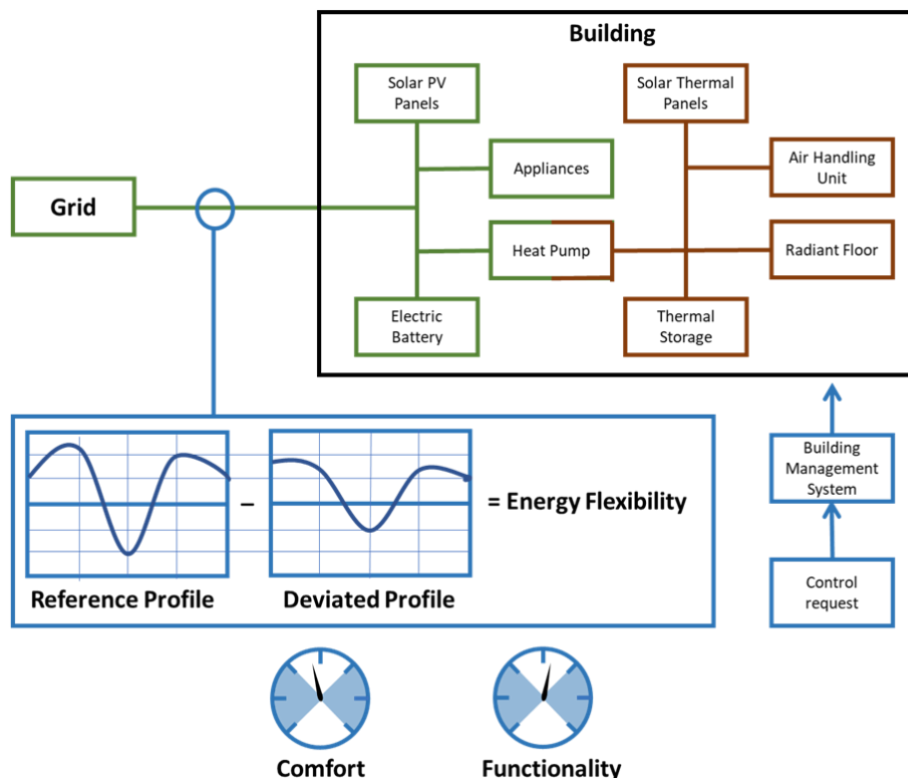 Building
Solar PV
Panels
Solar Thermal
Panels
Appliances
Air Handling
Unit
Grid
Heat Pump
Radiant Floor
Electric
Battery
Thermal
Storage
Building
Management
System
–
= Energy Flexibility
Reference Profile
Deviated Profile
Control
request
Comfort
Functionality